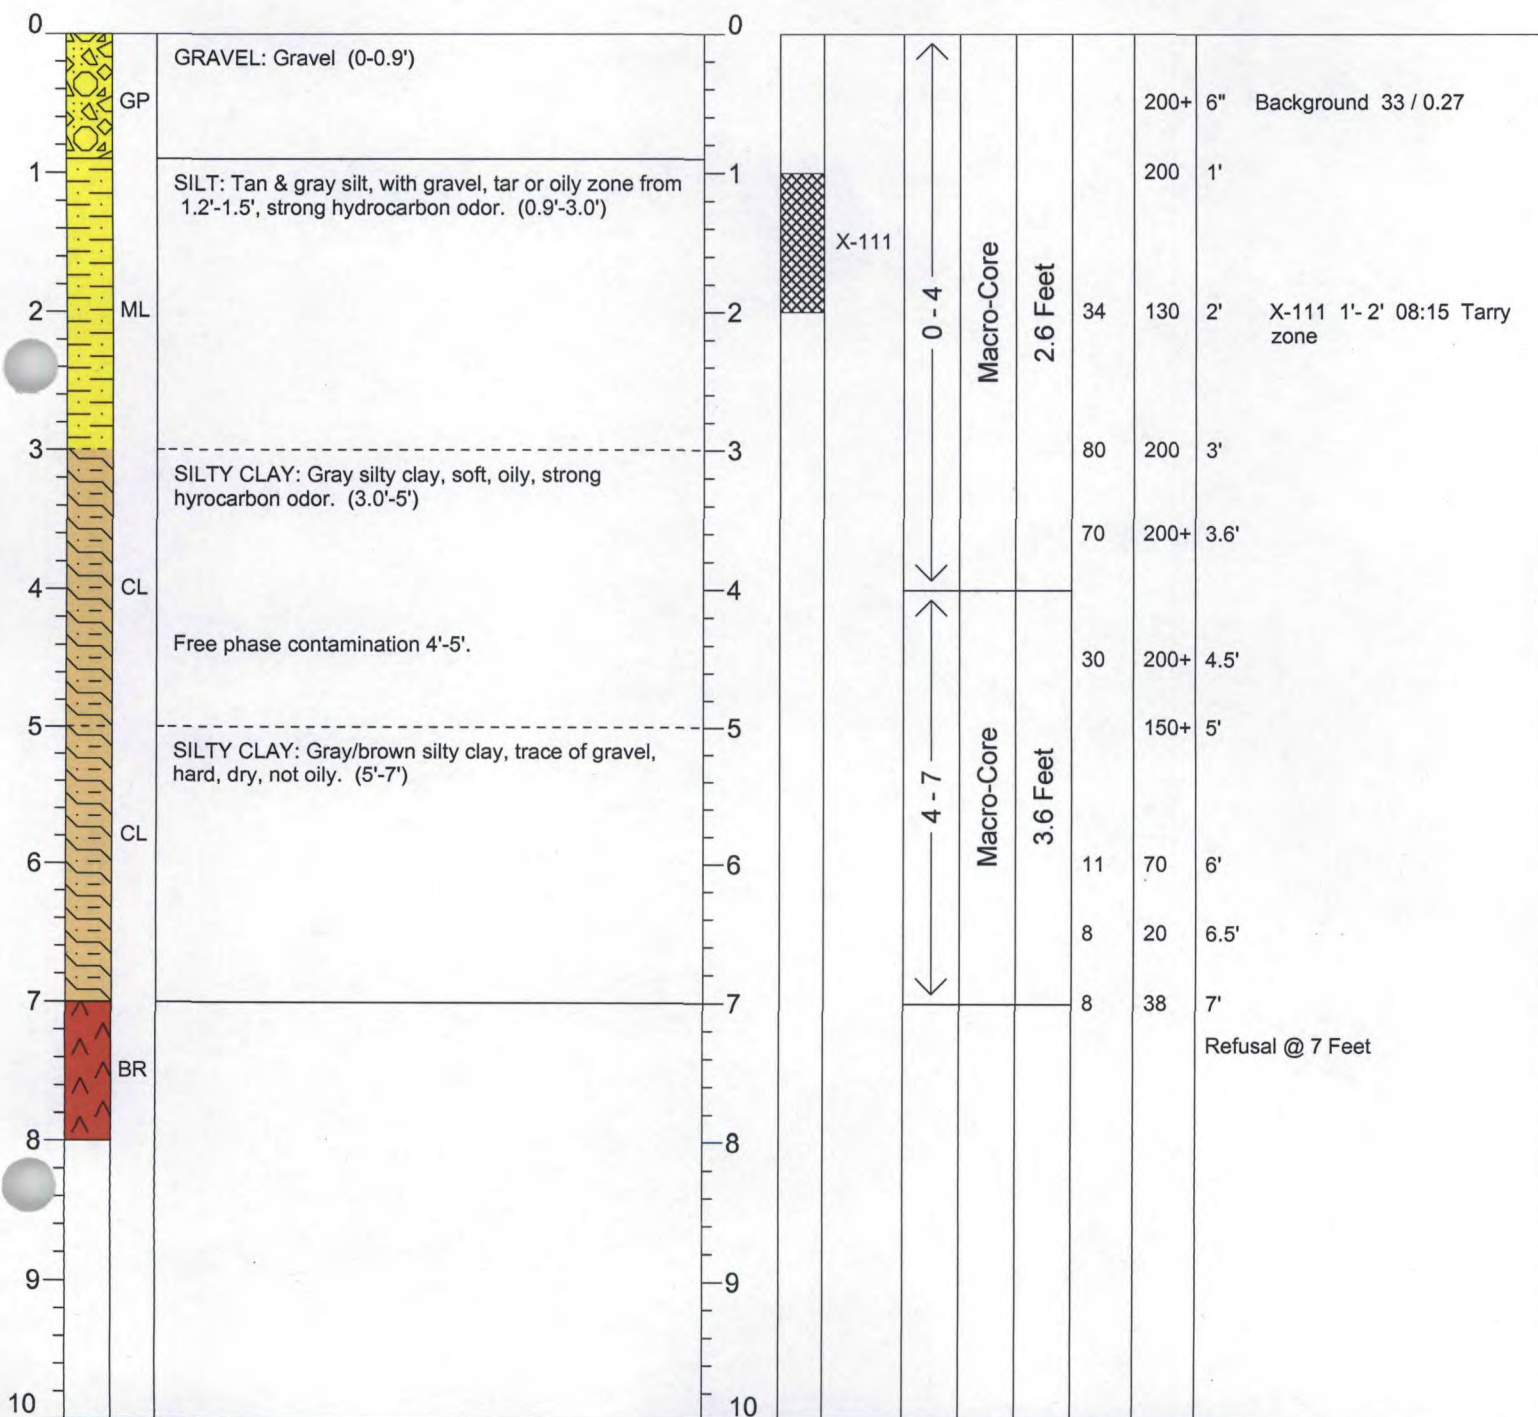 0
GRAVEL: Gravel (0-0.9')
GP
1
SILT: Tan & gray silt, with gravel, tar or oily zone from
1.2'-1.5', strong hydrocarbon odor. (0.9'-3.0')
2
ML
3
SILTY CLAY: Gray silty clay, soft, oily, strong
hyrocarbon odor. (3.0'-5')
4
CL
Free phase contamination 4'-5'.
5
SILTY CLAY: Gray/brown silty clay, trace of gravel,
hard, dry, not oily. (5'-7')
CL
6
7
BR
8
9
10
0
1
2
3
4
5
6
7
8
9
10
X-111
0 - 4
Macro-Core
2.6 Feet
4 - 7
Macro-Core
3.6 Feet
200+ 6" Background 33 / 0.27
200 1'
34 130 2' X-111 1'- 2' 08:15 Tarry
zone
80 200 3'
70 200+ 3.6'
30 200+ 4.5'
150+ 5'
11 70 6'
8 20 6.5'
8 38 7'
Refusal @ 7 Feet